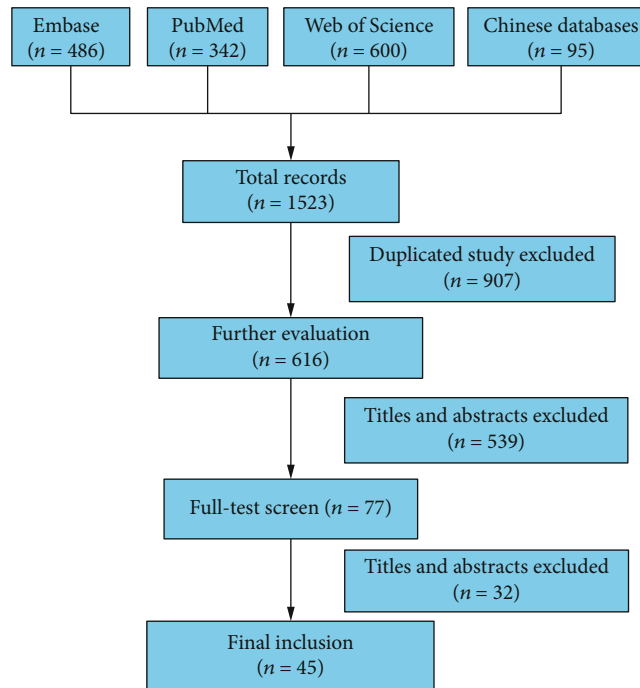 Embase
(n = 486)
PubMed
(n = 342)
Web of Science
(n = 600)
Chinese databases
(n = 95)
Total records
(n = 1523)
Duplicated study excluded
(n = 907)
Further evaluation
(n = 616)
Titles and abstracts excluded
(n = 539)
Full-test screen (n = 77)
Titles and abstracts excluded
(n = 32)
Final inclusion
(n = 45)